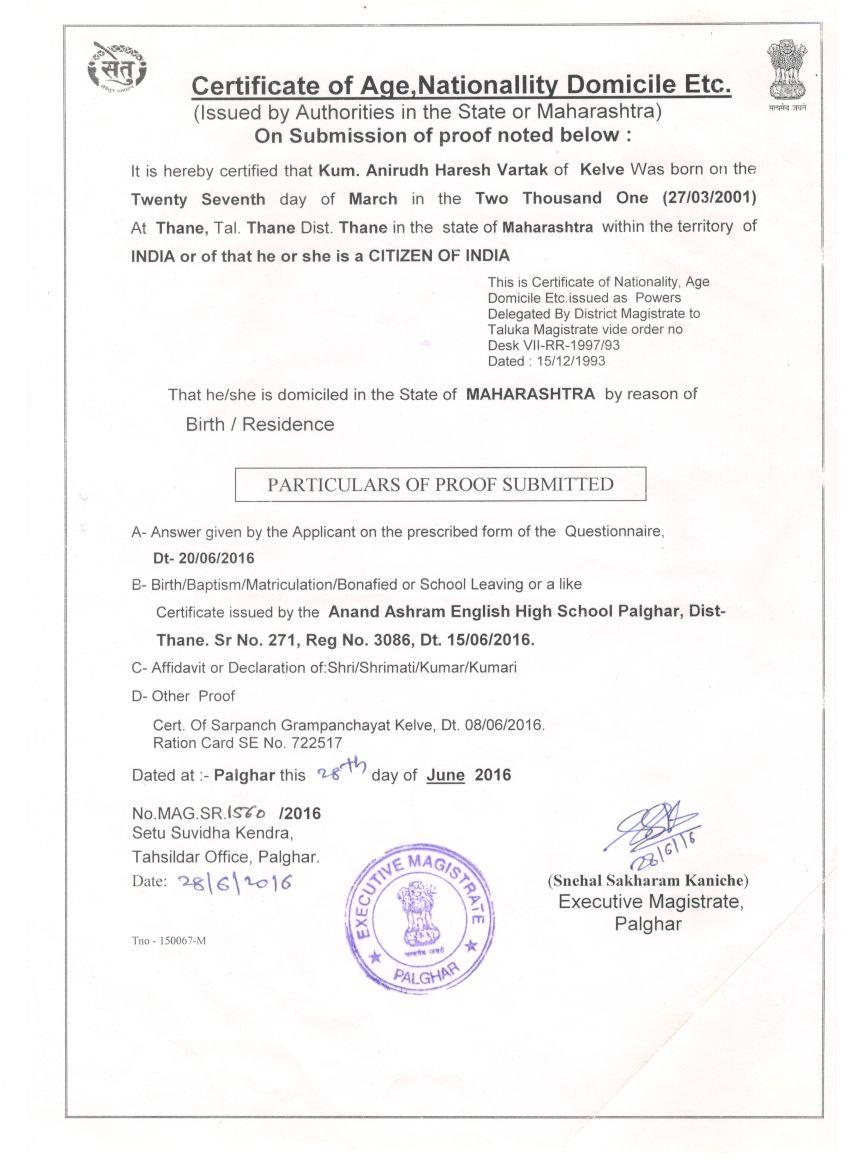 सेतु
सत्यमेव जयते
Certificate of Age,Nationallity Domicile Etc.
(Issued by Authorities in the State or Maharashtra)
On Submission of proof noted below :
It is hereby certified that Kum. Anirudh Haresh Vartak of Kelve Was born on the
Twenty Seventh day of March in the Two Thousand One (27/03/2001)
At Thane, Tal. Thane Dist. Thane in the state of Maharashtra within the territory of
INDIA or of that he or she is a CITIZEN OF INDIA
This is Certificate of Nationality, Age
Domicile Etc.issued as Powers
Delegated By District Magistrate to
Taluka Magistrate vide order no
Desk VII-RR-1997/93
Dated : 15/12/1993
That he/she is domiciled in the State of MAHARASHTRA by reason of
Birth / Residence
PARTICULARS OF PROOF SUBMITTED
A- Answer given by the Applicant on the prescribed form of the Questionnaire,
Dt- 20/06/2016
B- Birth/Baptism/Matriculation/Bonafied or School Leaving or a like
Certificate issued by the Anand Ashram English High School Palghar, Dist-
Thane. Sr No. 271, Reg No. 3086, Dt. 15/06/2016.
C- Affidavit or Declaration of:Shri/Shrimati/Kumar/Kumari
D- Other Proof
Cert. Of Sarpanch Grampanchayat Kelve, Dt. 08/06/2016.
Ration Card SE No. 722517
Dated at :- Palghar this 28th day of June 2016
No.MAG.SR.1560 /2016
Setu Suvidha Kendra,
Tahsildar Office, Palghar.
Date: 28/6/2016
Tno - 150067-M
EXECUTIVE MAGISTRATE
सत्यमेव जयते
★ PALGHAR ★
28/6/16
(Snehal Sakharam Kaniche)
Executive Magistrate,
Palghar